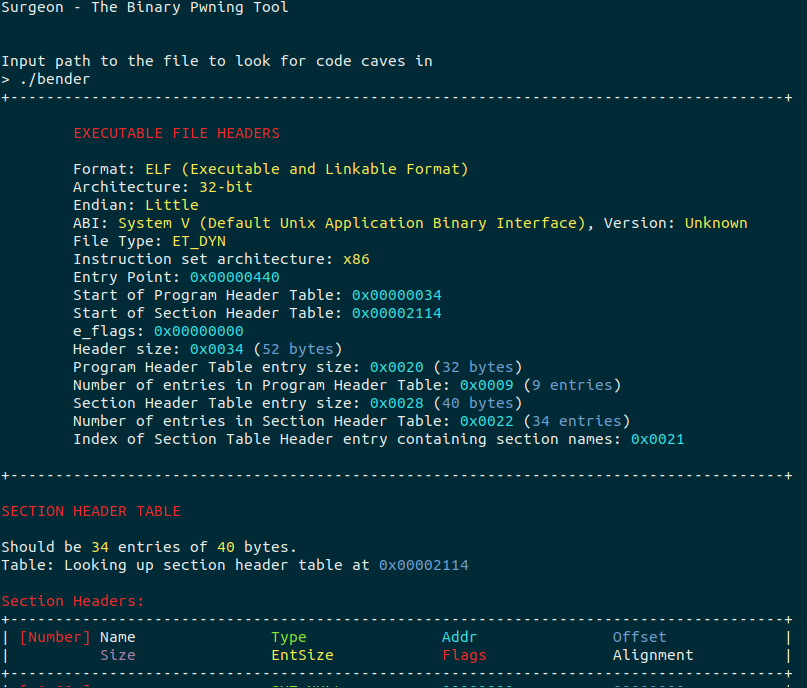 Surgeon - The Binary Pwning Tool
Input path to the file to look for code caves in
> ./bender
+--------------------------------------------------------------------------------------+
EXECUTABLE FILE HEADERS
Format: ELF (Executable and Linkable Format)
Architecture: 32-bit
Endian: Little
ABI: System V (Default Unix Application Binary Interface), Version: Unknown
File Type: ET_DYN
Instruction set architecture: x86
Entry Point: 0x00000440
Start of Program Header Table: 0x00000034
Start of Section Header Table: 0x00002114
e_flags: 0x00000000
Header size: 0x0034 (52 bytes)
Program Header Table entry size: 0x0020 (32 bytes)
Number of entries in Program Header Table: 0x0009 (9 entries)
Section Header Table entry size: 0x0028 (40 bytes)
Number of entries in Section Header Table: 0x0022 (34 entries)
Index of Section Table Header entry containing section names: 0x0021
+--------------------------------------------------------------------------------------+
SECTION HEADER TABLE
Should be 34 entries of 40 bytes.
Table: Looking up section header table at 0x00002114
Section Headers:
+--------------------------------------------------------------------------------------+
| [Number] Name Type Addr Offset |
| Size EntSize Flags Alignment |
+--------------------------------------------------------------------------------------+